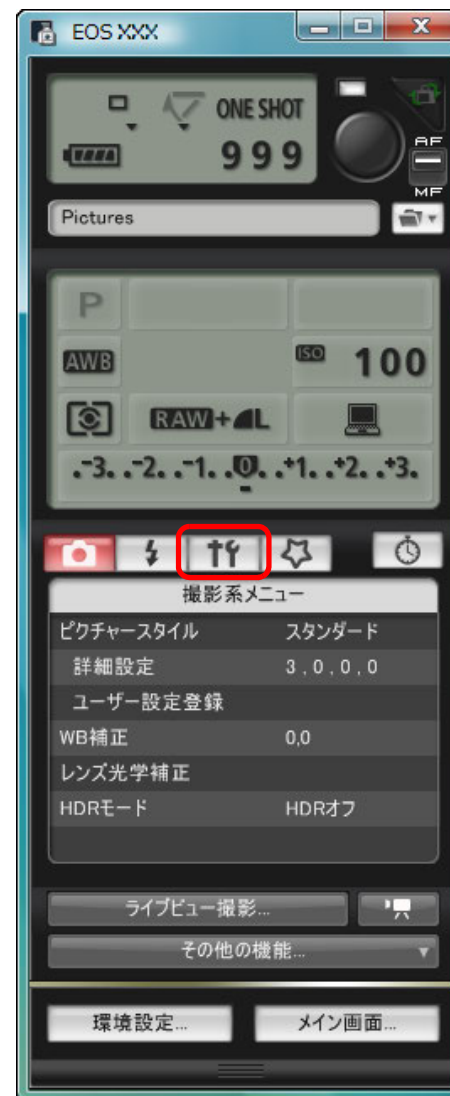 EOS XXX
ONE SHOT
999
AF
MF
Pictures
P
AWB
ISO 100
RAW+L
.-3. .-2. .-1. .0. .+1. .+2. .+3.
撮影系メニュー
ピクチャースタイル スタンダード
詳細設定 3,0,0,0
ユーザー設定登録
WB補正 0,0
レンズ光学補正
HDRモード HDRオフ
ライブビュー撮影...
その他の機能...
環境設定... メイン画面...